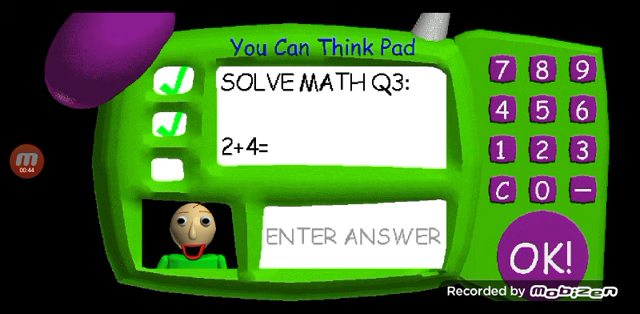 You Can Think Pad
SOLVE MATH Q3:
2+4=
ENTER ANSWER
7 8 9
4 5 6
1 2 3
C 0 −
OK!
00:44
Recorded by Mobizen